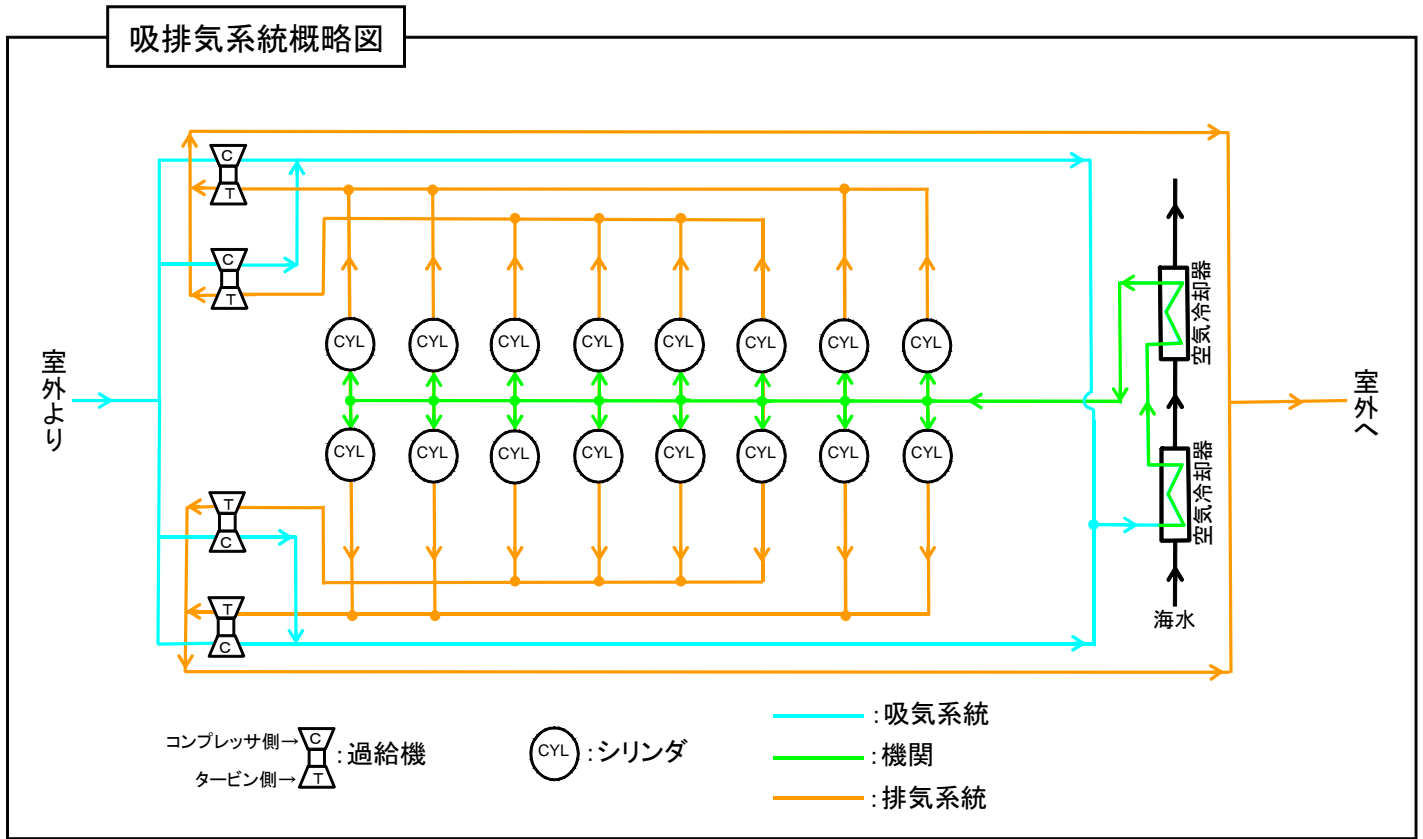 吸排気系統概略図
C
T
C
T
CYL CYL CYL CYL CYL CYL CYL CYL
空気冷却器
室外より
室外へ
CYL CYL CYL CYL CYL CYL CYL CYL
空気冷却器
T
C
T
C
海水
コンプレッサ側→ C :過給機
タービン側→ T
CYL :シリンダ
:吸気系統
:機関
:排気系統